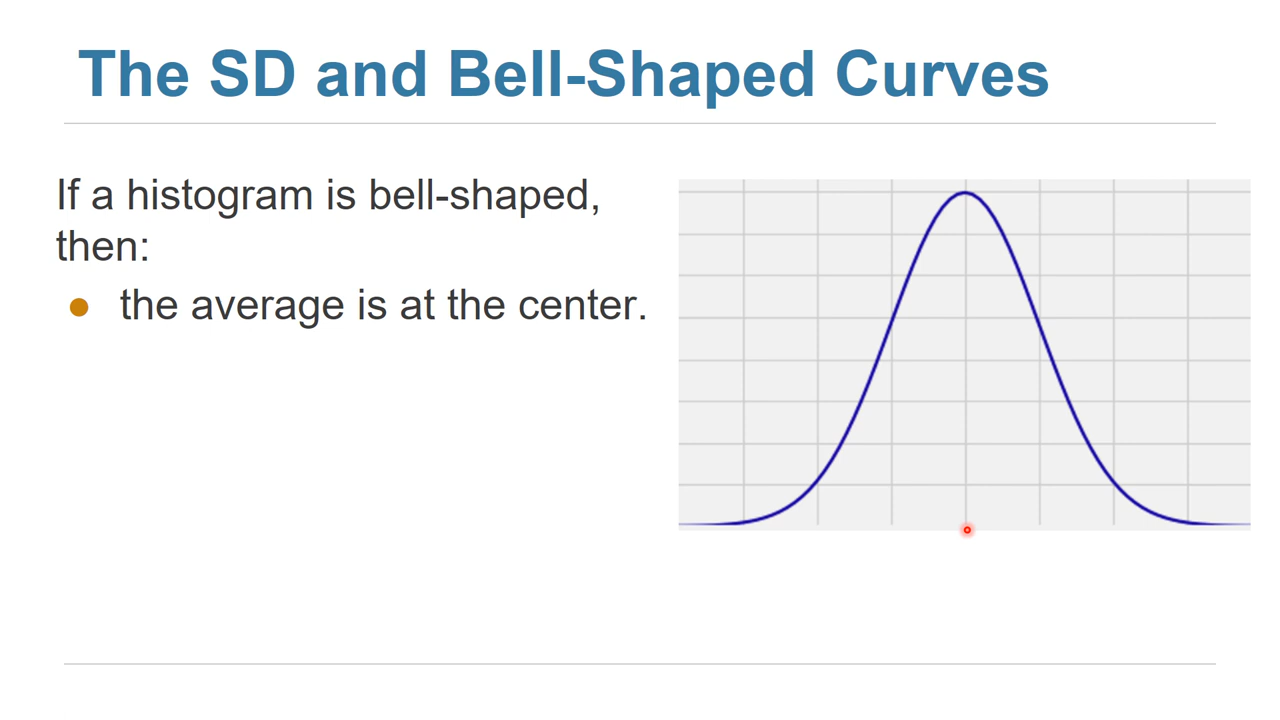 The SD and Bell-Shaped Curves
If a histogram is bell-shaped,
then:
● the average is at the center.